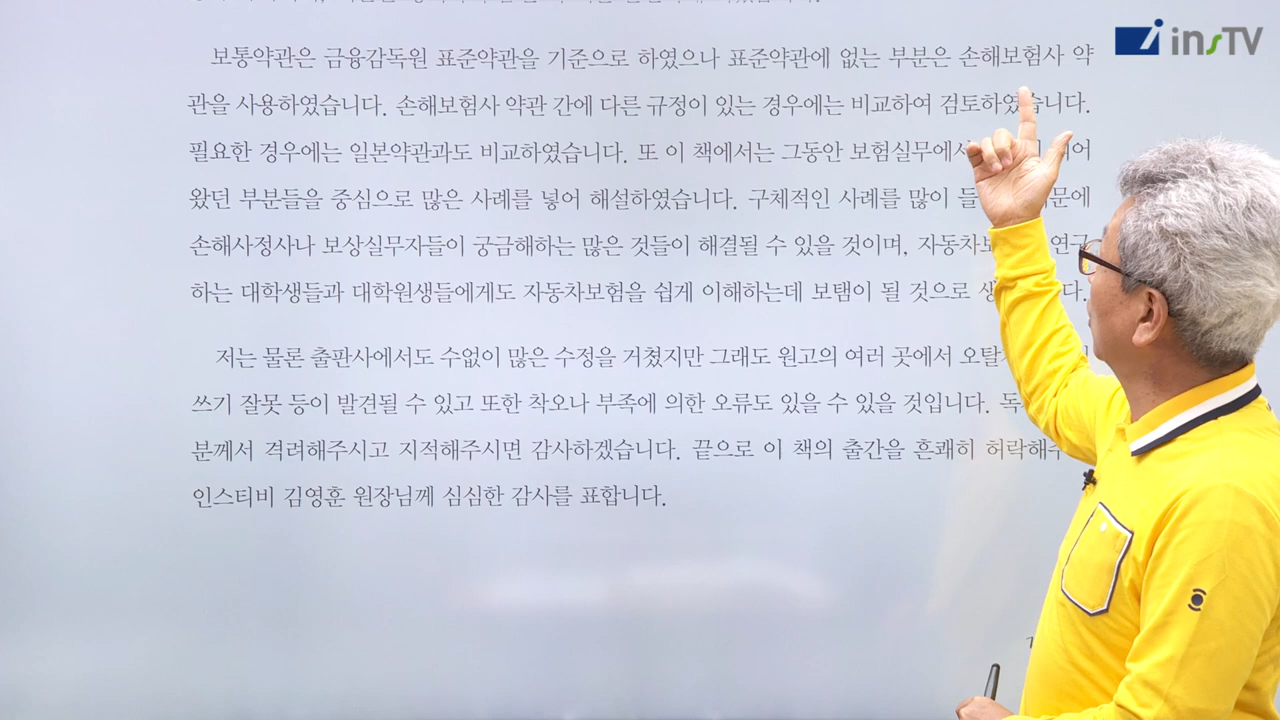 insTV
보통약관은 금융감독원 표준약관을 기준으로 하였으나 표준약관에 없는 부분은 손해보험사 약
관을 사용하였습니다. 손해보험사 약관 간에 다른 규정이 있는 경우에는 비교하여 검토하였습니다.
필요한 경우에는 일본약관과도 비교하였습니다. 또 이 책에서는 그동안 보험실무에서
왔던 부분들을 중심으로 많은 사례를 넣어 해설하였습니다. 구체적인 사례를 많이
손해사정사나 보상실무자들이 궁금해하는 많은 것들이 해결될 수 있을 것이며,
하는 대학생들과 대학원생들에게도 자동차보험을 쉽게 이해하는데 보탬이 될 것으로
저는 물론 출판사에서도 수없이 많은 수정을 거쳤지만 그래도 원고의 여러 곳에서
쓰기 잘못 등이 발견될 수 있고 또한 착오나 부족에 의한 오류도 있을 수 있을 것입니다.
분께서 격려해주시고 지적해주시면 감사하겠습니다. 끝으로 이 책의 출간을 흔쾌히
인스티비 김영훈 원장님께 심심한 감사를 표합니다.